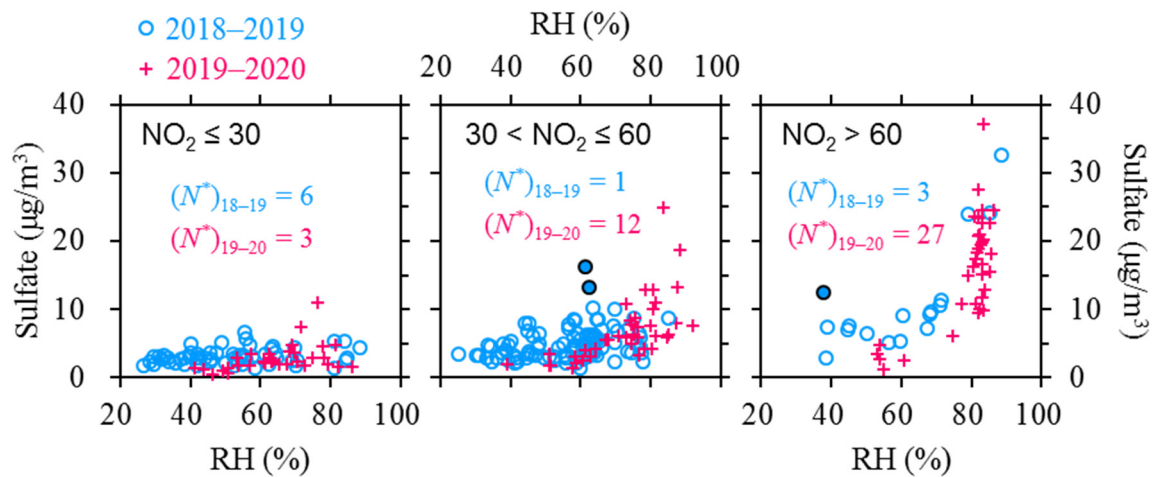 2018–2019
2019–2020
RH (%)
20 40 60 80 100
40
30
20
10
0
Sulfate (μg/m³)
NO₂ ≤ 30
(N*)₁₈₋₁₉ = 6
(N*)₁₉₋₂₀ = 3
20 40 60 80 100
RH (%)
30 < NO₂ ≤ 60
(N*)₁₈₋₁₉ = 1
(N*)₁₉₋₂₀ = 12
NO₂ > 60
(N*)₁₈₋₁₉ = 3
(N*)₁₉₋₂₀ = 27
20 40 60 80 100
RH (%)
40
30
20
10
0
Sulfate (μg/m³)